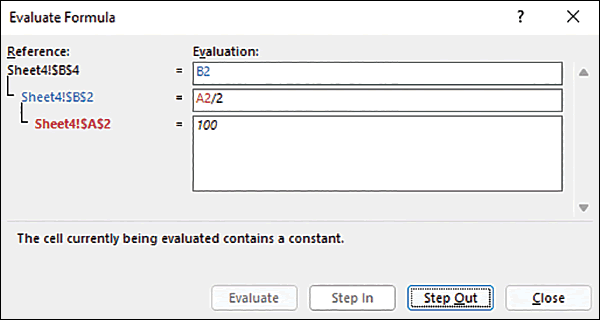 Evaluate Formula ? ×
Reference: Evaluation:
Sheet4!$B$4 = B2
Sheet4!$B$2 = A2/2
Sheet4!$A$2 = 100
The cell currently being evaluated contains a constant.
Evaluate Step In Step Out Close